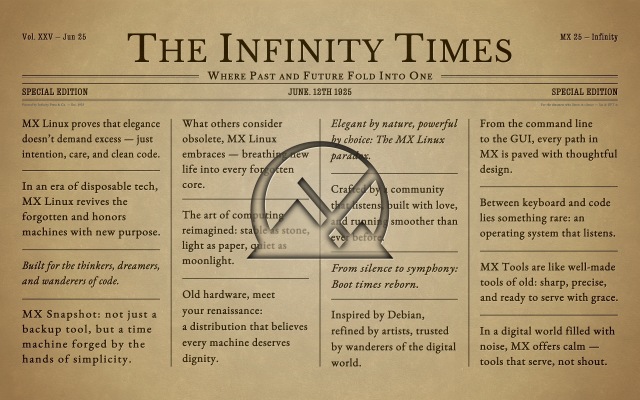 Vol. XXV – Jun 25
THE INFINITY TIMES
MX 25 – Infinity
WHERE PAST AND FUTURE FOLD INTO ONE
SPECIAL EDITION
JUNE. 12TH 1925
SPECIAL EDITION
MX Linux proves that elegance
doesn't demand excess — just
intention, care, and clean code.
In an era of disposable tech,
MX Linux revives the
forgotten and honors
machines with new purpose.
Built for the thinkers, dreamers,
and wanderers of code.
MX Snapshot: not just a
backup tool, but a time
machine forged by the
hands of simplicity.
What others consider
obsolete, MX Linux
embraces — breathing new
life into every forgotten
core.
The art of computing
reimagined: stable as stone,
light as paper, quiet as
moonlight.
Old hardware, meet
your renaissance:
a distribution that believes
every machine deserves
dignity.
Elegant by nature, powerful
by choice: The MX Linux
paradox.
Crafted by a community
that listens, built with love,
and running smoother than
ever before.
From silence to symphony:
Boot times reborn.
Inspired by Debian,
refined by artists, trusted
by wanderers of the digital
world.
From the command line
to the GUI, every path in
MX is paved with thoughtful
design.
Between keyboard and code
lies something rare: an
operating system that listens.
MX Tools are like well-made
tools of old: sharp, precise,
and ready to serve with grace.
In a digital world filled with
noise, MX offers calm —
tools that serve, not shout.